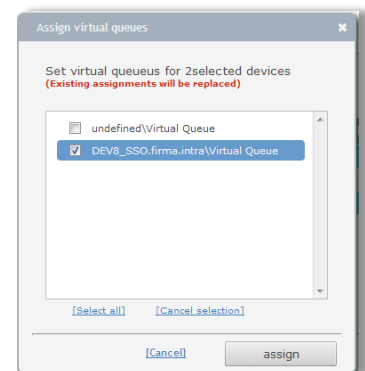 Assign virtual queues
Set virtual queueus for 2selected devices
(Existing assignments will be replaced)
undefined\Virtual Queue
DEV8_SSO.firma.intra\Virtual Queue
[Select all] [Cancel selection]
[Cancel] assign